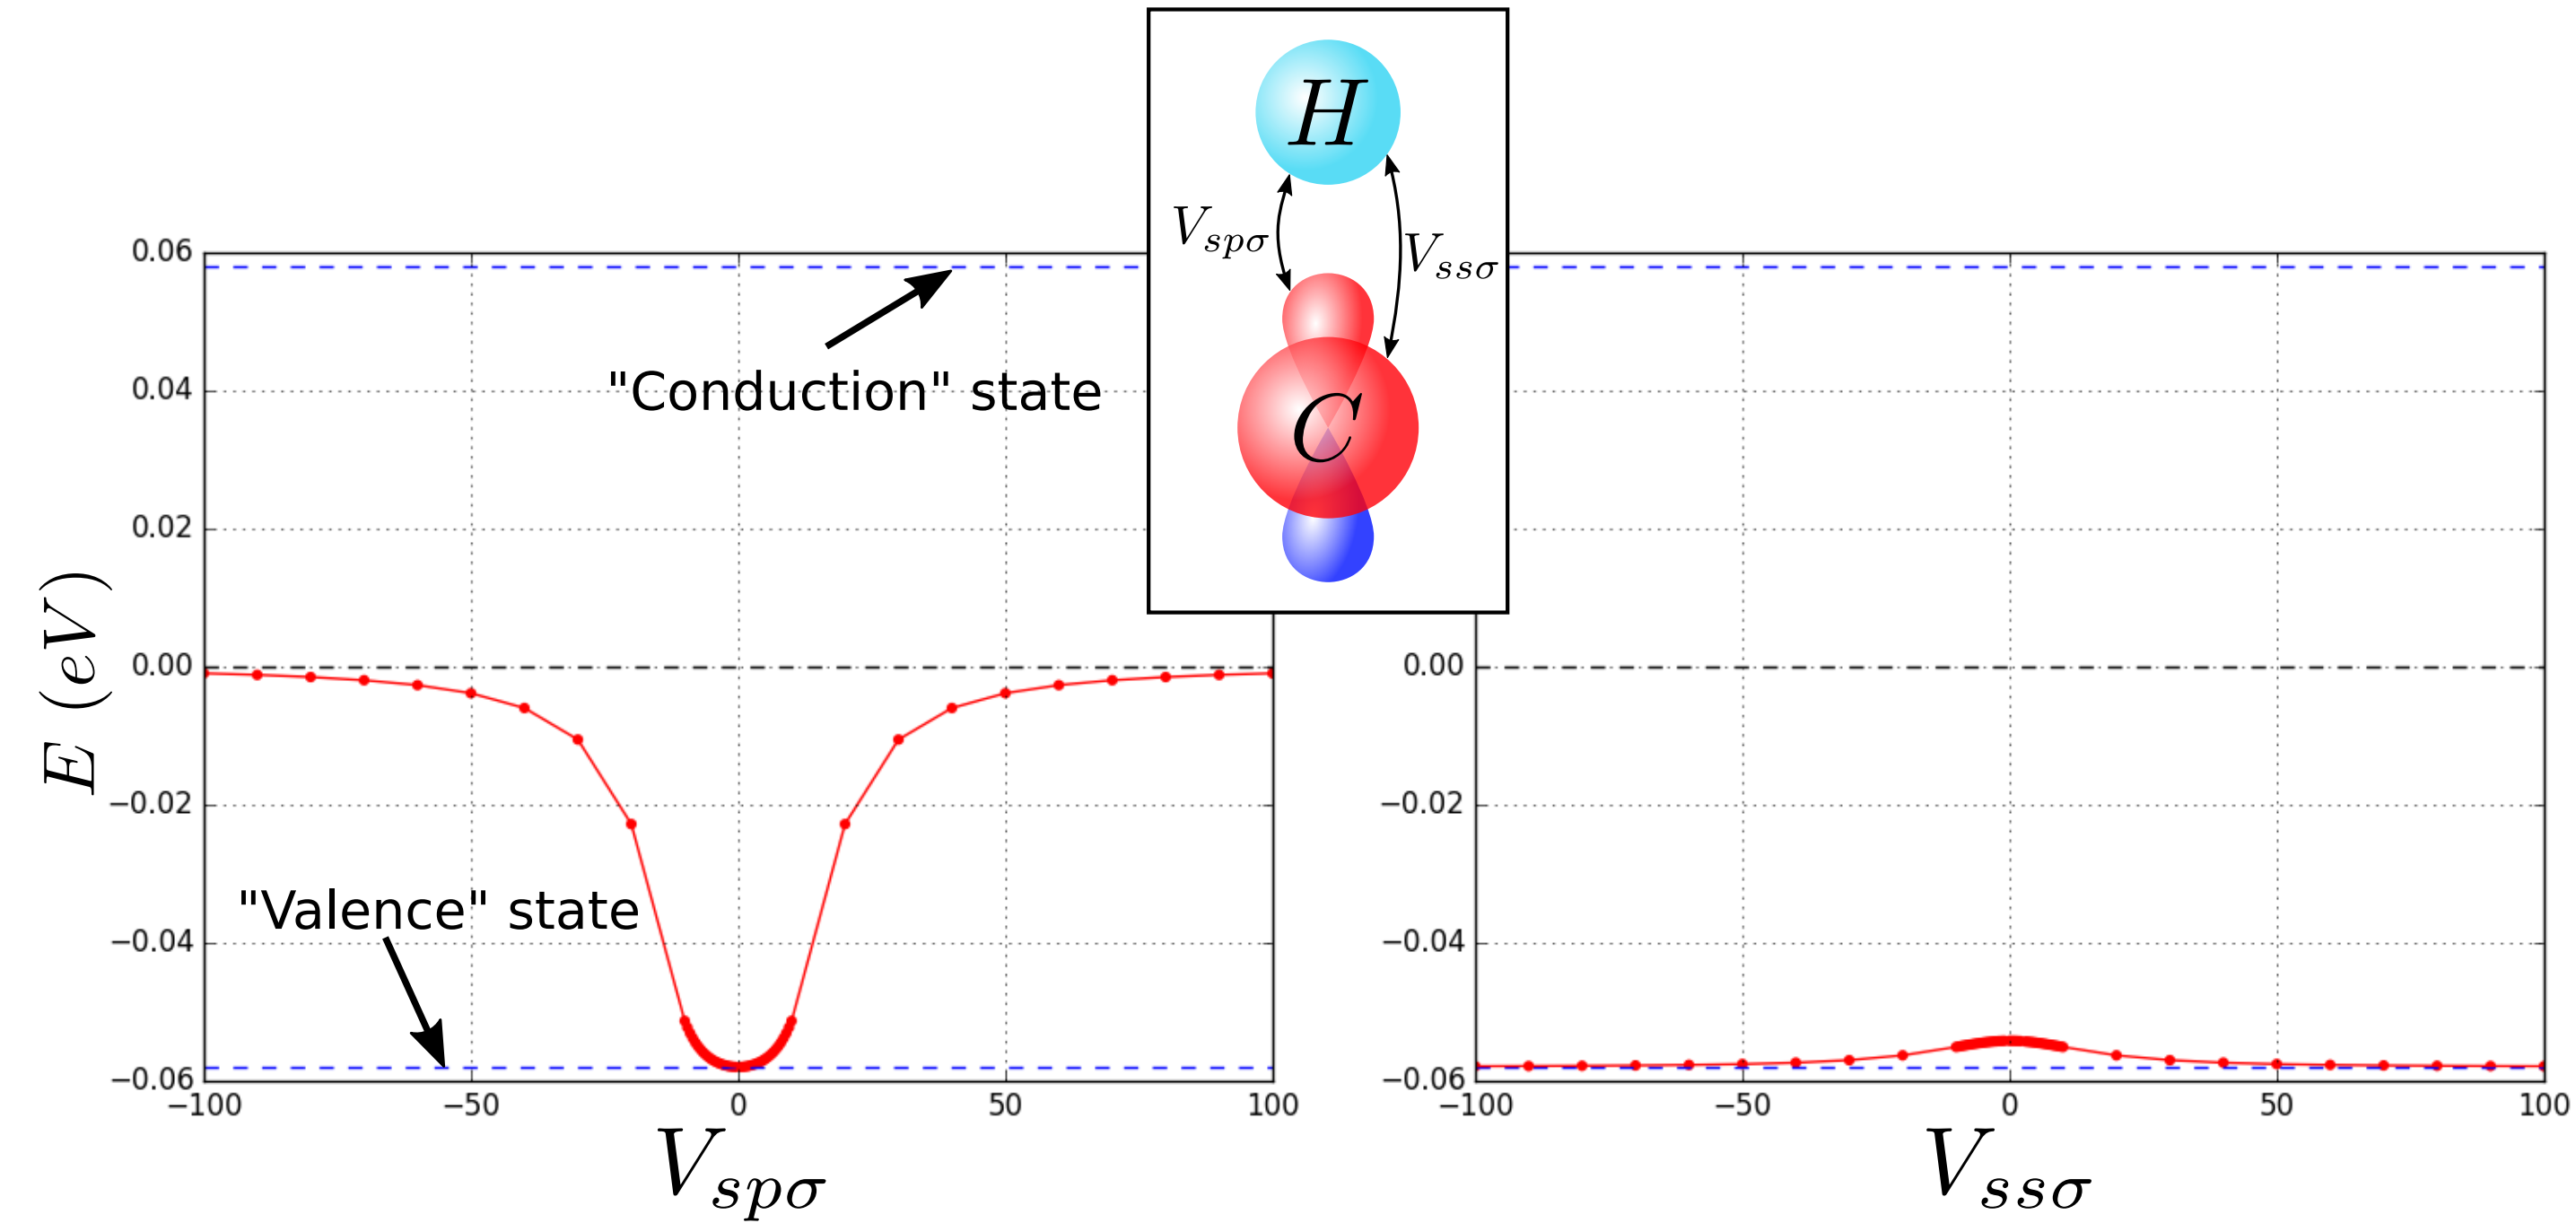 H
V_{spσ}
V_{ssσ}
C
0.06
0.04
0.02
0.00
−0.02
−0.04
−0.06
E (eV)
"Conduction" state
"Valence" state
−100
−50
0
50
100
V_{spσ}
0.00
−0.02
−0.04
−0.06
−100
−50
0
50
100
V_{ssσ}